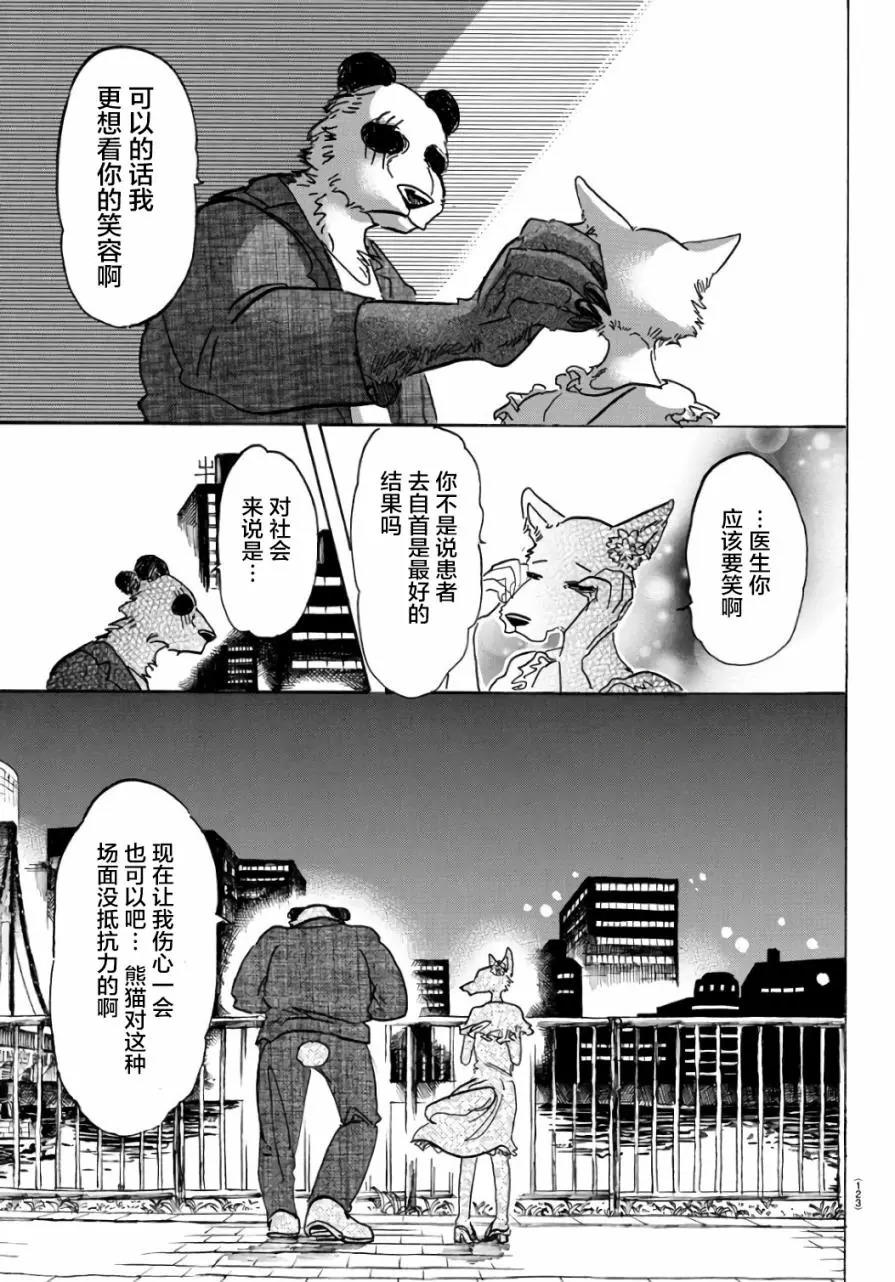 可以的话我
更想看你的笑容啊
…医生你
应该要笑啊
你不是说患者
去自首是最好的
结果吗
对社会
来说是…
现在让我伤心一会
也可以吧… 熊猫对这种
场面没抵抗力的啊
123